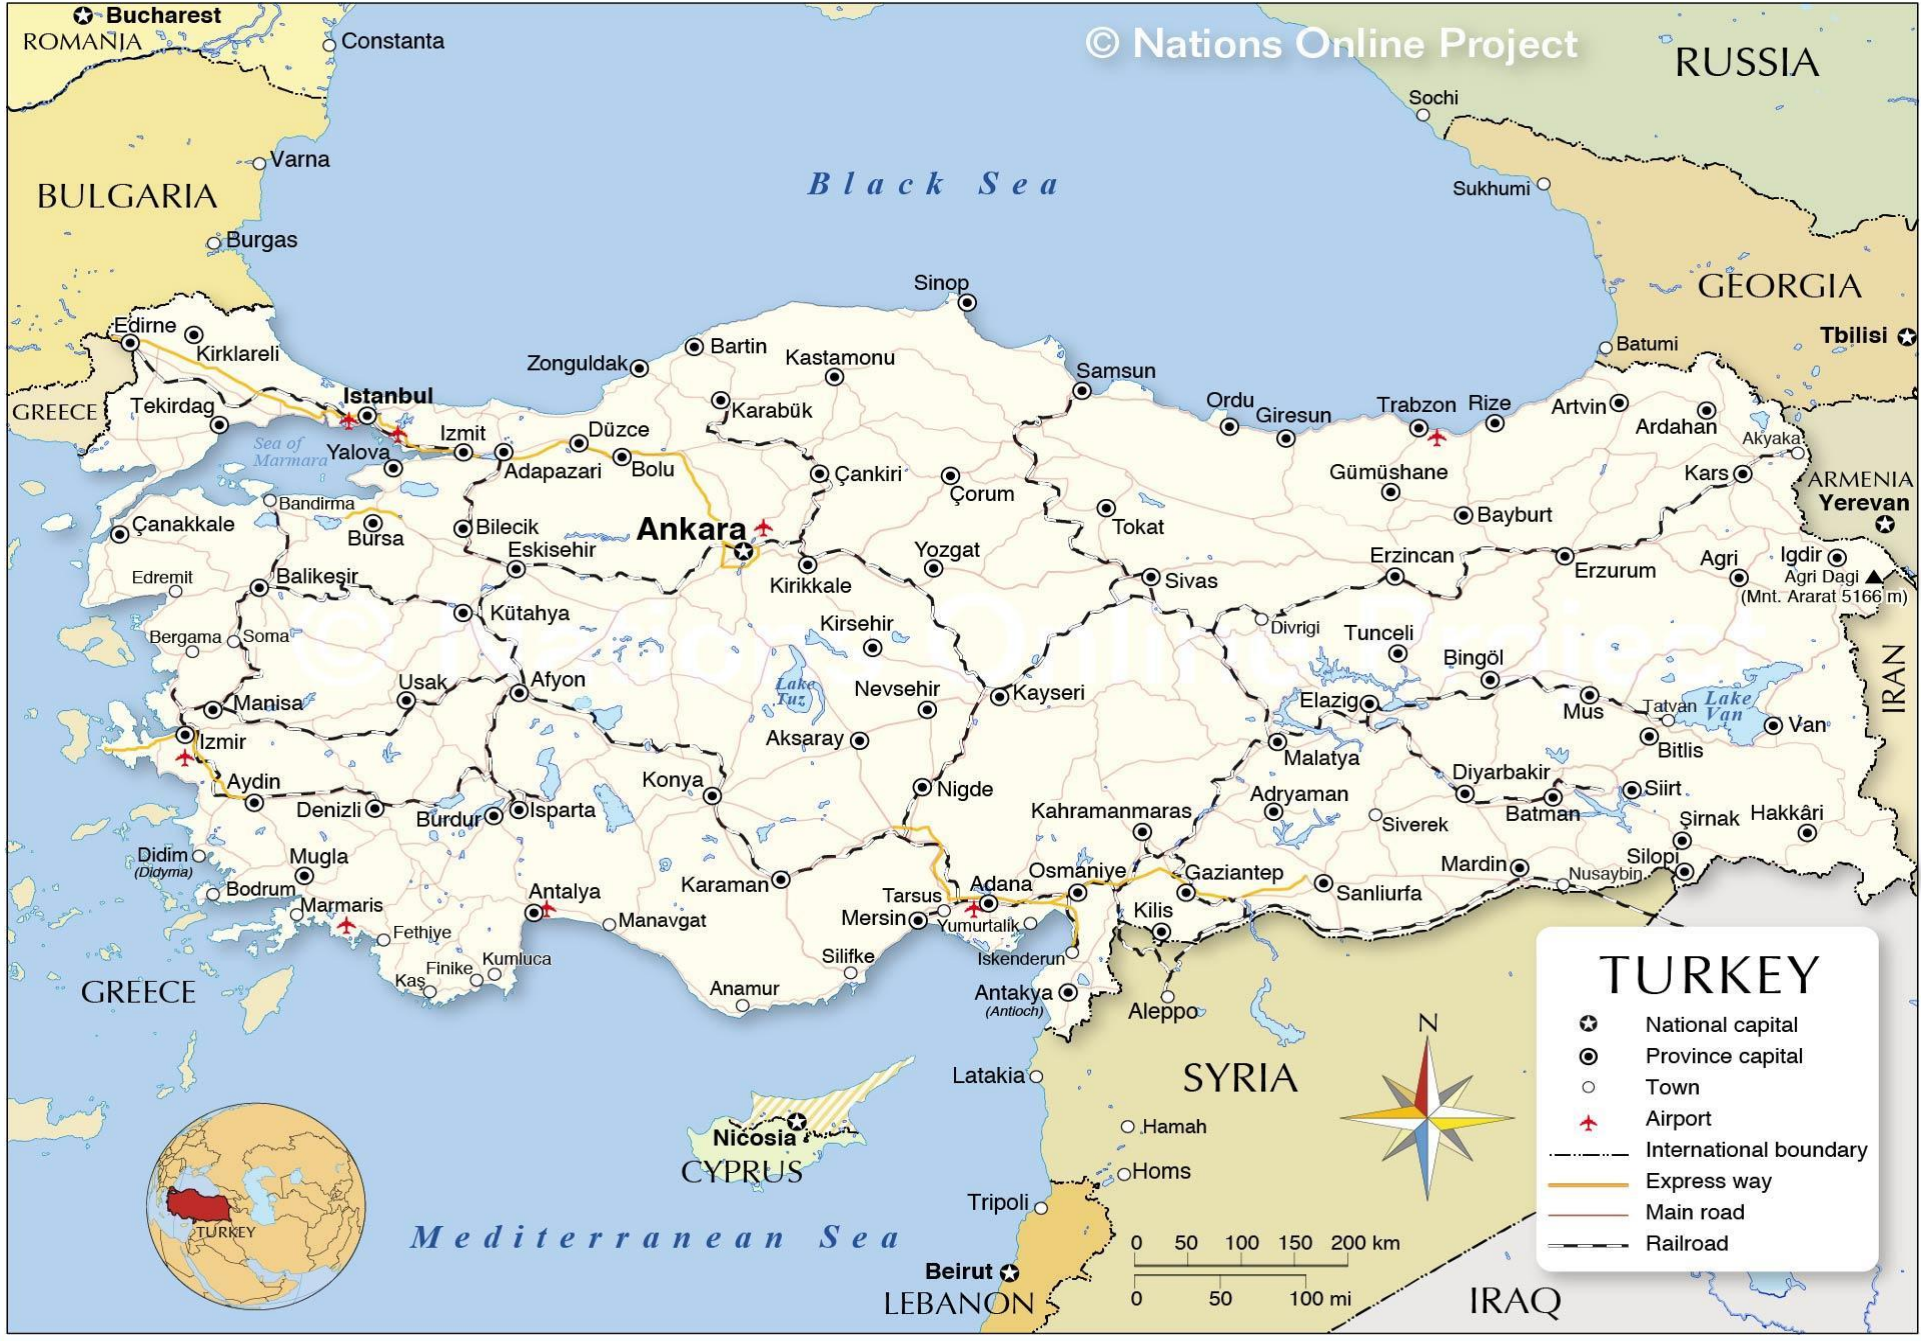 Bucharest
ROMANIA
Constanta
© Nations Online Project
RUSSIA
Sochi
Varna
BULGARIA
Black Sea
Sukhumi
Burgas
GEORGIA
Sinop
Tbilisi
Edirne
Kirklareli
Zonguldak
Bartin
Kastamonu
Batumi
Samsun
GREECE
Tekirdag
Istanbul
Karabük
Ordu
Giresun
Trabzon
Rize
Artvin
Ardahan
Akyaka
Sea of
Marmara
Yalova
Izmit
Adapazari
Düzce
Bolu
Çankiri
Çorum
Gümüshane
Kars
ARMENIA
Yerevan
Bandirma
Çanakkale
Bursa
Bilecik
Ankara
Tokat
Bayburt
Eskisehir
Kirikkale
Yozgat
Sivas
Erzincan
Erzurum
Agri
Igdir
Agri Dagi
(Mnt. Ararat 5166 m)
Edremit
Balikeşir
Kütahya
© Nations Online Project
Bergama
Soma
Kirsehir
Divrigi
Tunceli
Bingöl
IRAN
Manisa
Usak
Afyon
Lake
Tuz
Nevsehir
Kayseri
Elazig
Mus
Tatvan
Lake
Van
Van
Izmir
Aksaray
Malatya
Bitlis
Aydin
Denizli
Burdur
Isparta
Konya
Nigde
Kahramanmaras
Adryaman
Siverek
Diyarbakir
Batman
Siirt
Şirnak
Hakkâri
Didim
(Didyma)
Mugla
Bodrum
Marmaris
Antalya
Karaman
Tarsus
Adana
Osmaniye
Gaziantep
Sanliurfa
Mardin
Nusaybin
Silopi
Fethiye
Manavgat
Mersin
Yumurtalik
Kilis
Kaş
Finike
Kumluca
Silifke
Iskenderun
Anamur
Antakya
(Antioch)
Aleppo
GREECE
Latakia
SYRIA
Nicosia
CYPRUS
Hamah
Homs
Tripoli
Mediterranean Sea
Beirut
LEBANON
IRAQ
TURKEY
N
0 50 100 150 200 km
0 50 100 mi
TURKEY
National capital
Province capital
Town
Airport
International boundary
Express way
Main road
Railroad